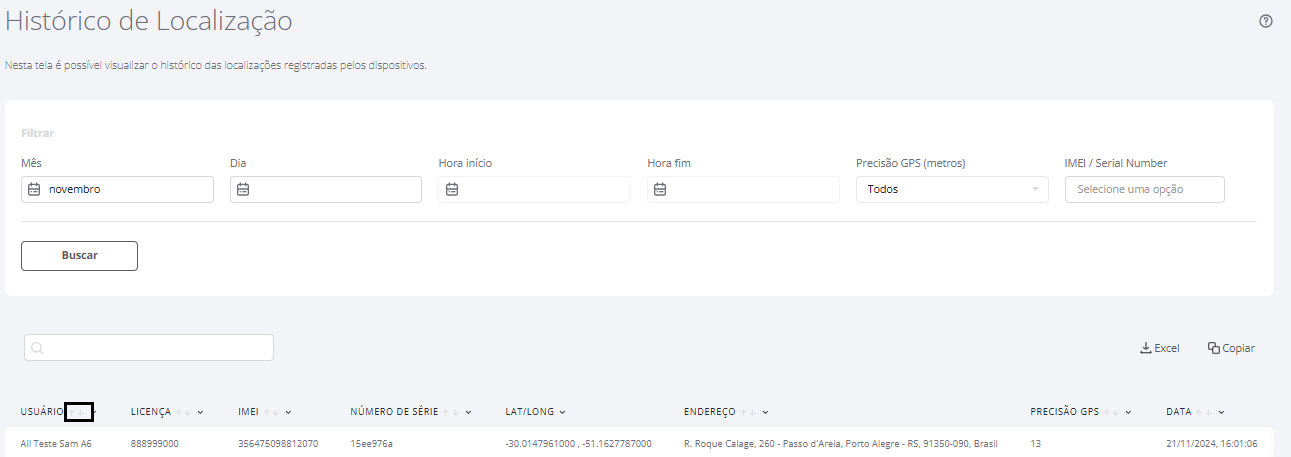 Histórico de Localização
Nesta tela é possível visualizar o histórico das localizações registradas pelos dispositivos.
Filtrar
Mês Dia Hora início Hora fim Precisão GPS (metros) IMEI / Serial Number
novembro Todos Selecione uma opção
Buscar
Excel Copiar
USUÁRIO LICENÇA IMEI NÚMERO DE SÉRIE LAT/LONG ENDEREÇO PRECISÃO GPS DATA
All Teste Sam A6 888999000 356475098812070 15ee976a -30.0147961000 , -51.1627787000 R. Roque Calage, 260 - Passo d'Areia, Porto Alegre - RS, 91350-090, Brasil 13 21/11/2024, 16:01:06